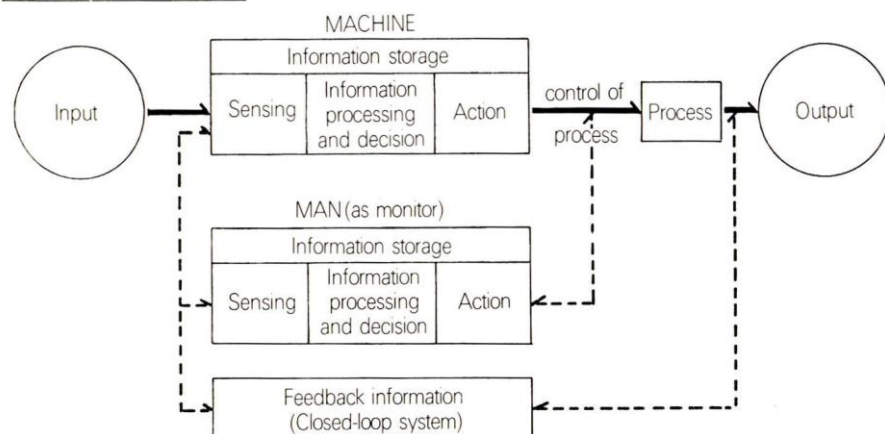 MACHINE
Information storage
Input
Sensing
Information
processing
and decision
Action
control of
process
Process
Output
MAN (as monitor)
Information storage
Sensing
Information
processing
and decision
Action
Feedback information
(Closed-loop system)